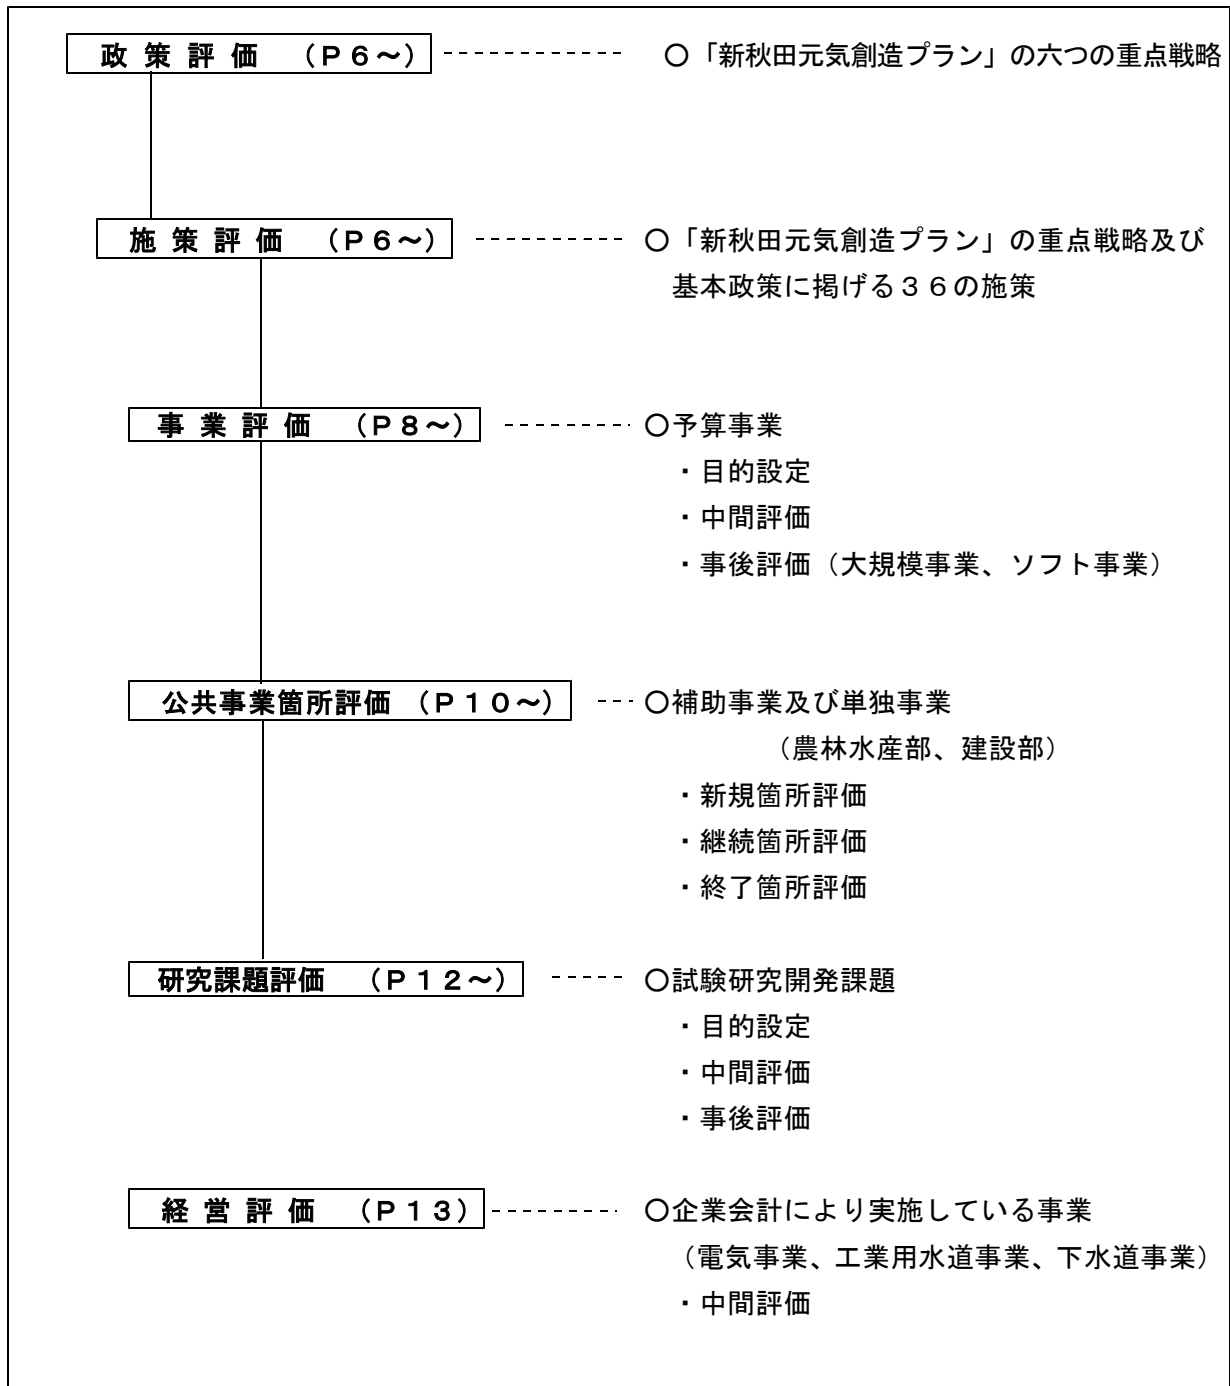 政 策 評 価 （Ｐ６～） ○「新秋田元気創造プラン」の六つの重点戦略
施 策 評 価 （Ｐ６～） ○「新秋田元気創造プラン」の重点戦略及び
基本政策に掲げる３６の施策
事 業 評 価 （Ｐ８～） ○予算事業
・目的設定
・中間評価
・事後評価（大規模事業、ソフト事業）
公共事業箇所評価 （Ｐ１０～） ○補助事業及び単独事業
（農林水産部、建設部）
・新規箇所評価
・継続箇所評価
・終了箇所評価
研究課題評価 （Ｐ１２～） ○試験研究開発課題
・目的設定
・中間評価
・事後評価
経 営 評 価 （Ｐ１３） ○企業会計により実施している事業
（電気事業、工業用水道事業、下水道事業）
・中間評価